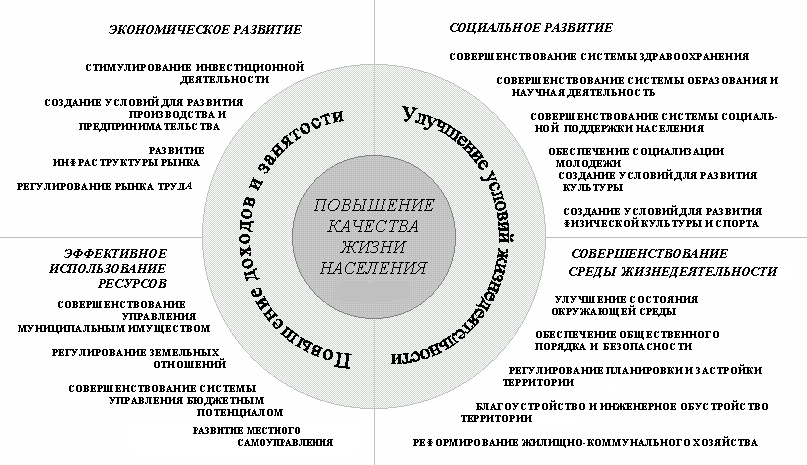 ЭКОНОМИЧЕСКОЕ РАЗВИТИЕ
СТИМУЛИРОВАНИЕ ИНВЕСТИЦИОННОЙ
ДЕЯТЕЛЬНОСТИ
СОЗДАНИЕ УСЛОВИЙ ДЛЯ РАЗВИТИЯ
ПРОИЗВОДСТВА И
ПРЕДПРИНИМАТЕЛЬСТВА
РАЗВИТИЕ
ИНФРАСТРУКТУРЫ РЫНКА
РЕГУЛИРОВАНИЕ РЫНКА ТРУДА
СОЦИАЛЬНОЕ РАЗВИТИЕ
СОВЕРШЕНСТВОВАНИЕ СИСТЕМЫ ЗДРАВООХРАНЕНИЯ
СОВЕРШЕНСТВОВАНИЕ СИСТЕМЫ ОБРАЗОВАНИЯ И
НАУЧНАЯ ДЕЯТЕЛЬНОСТЬ
СОВЕРШЕНСТВОВАНИЕ СИСТЕМЫ СОЦИАЛЬ-
НОЙ ПОДДЕРЖКИ НАСЕЛЕНИЯ
ОБЕСПЕЧЕНИЕ СОЦИАЛИЗАЦИИ
МОЛОДЕЖИ
СОЗДАНИЕ УСЛОВИЙ ДЛЯ РАЗВИТИЯ
КУЛЬТУРЫ
СОЗДАНИЕ УСЛОВИЙ ДЛЯ РАЗВИТИЯ
ФИЗИЧЕСКОЙ КУЛЬТУРЫ И СПОРТА
Повышение доходов и занятости
Улучшение условий жизнедеятельности
ПОВЫШЕНИЕ
КАЧЕСТВА
ЖИЗНИ
НАСЕЛЕНИЯ
ЭФФЕКТИВНОЕ
ИСПОЛЬЗОВАНИЕ
РЕСУРСОВ
СОВЕРШЕНСТВОВАНИЕ
УПРАВЛЕНИЯ
МУНИЦИПАЛЬНЫМ ИМУЩЕСТВОМ
РЕГУЛИРОВАНИЕ ЗЕМЕЛЬНЫХ
ОТНОШЕНИЙ
СОВЕРШЕНСТВОВАНИЕ СИСТЕМЫ
УПРАВЛЕНИЯ БЮДЖЕТНЫМ
ПОТЕНЦИАЛОМ
РАЗВИТИЕ МЕСТНОГО
САМОУПРАВЛЕНИЯ
СОВЕРШЕНСТВОВАНИЕ
СРЕДЫ ЖИЗНЕДЕЯТЕЛЬНОСТИ
УЛУЧШЕНИЕ СОСТОЯНИЯ
ОКРУЖАЮЩЕЙ СРЕДЫ
ОБЕСПЕЧЕНИЕ ОБЩЕСТВЕННОГО
ПОРЯДКА И БЕЗОПАСНОСТИ
РЕГУЛИРОВАНИЕ ПЛАНИРОВКИ И ЗАСТРОЙКИ
ТЕРРИТОРИИ
БЛАГОУСТРОЙСТВО И ИНЖЕНЕРНОЕ ОБУСТРОЙСТВО
ТЕРРИТОРИИ
РЕФОРМИРОВАНИЕ ЖИЛИЩНО-КОММУНАЛЬНОГО ХОЗЯЙСТВА